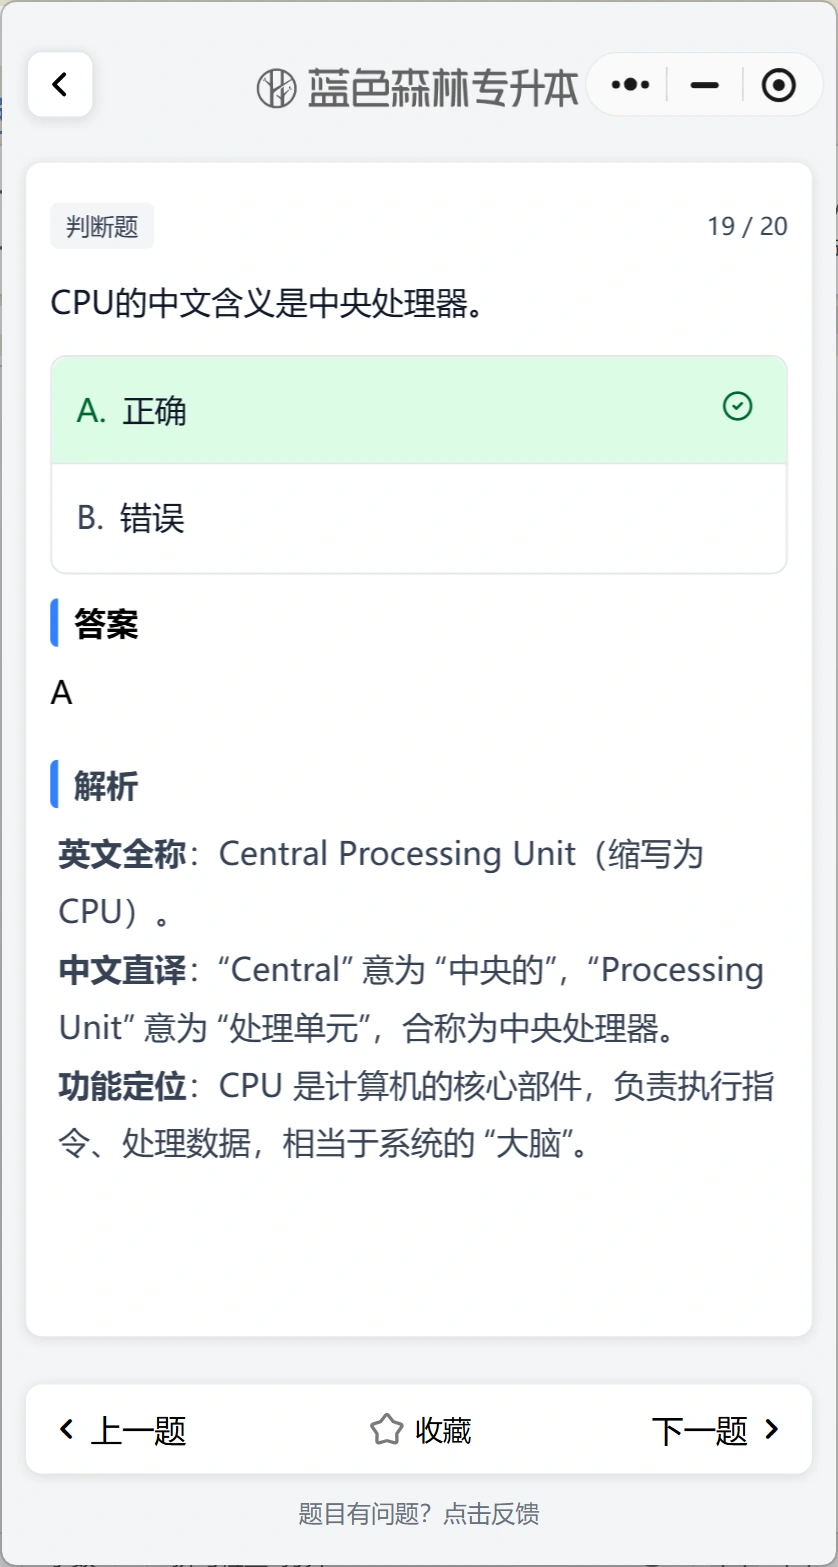 蓝色森林专升本
判断题
19 / 20
CPU的中文含义是中央处理器。
A. 正确
B. 错误
答案
A
解析
英文全称：Central Processing Unit（缩写为
CPU）。
中文直译：“Central” 意为 “中央的”，“Processing
Unit” 意为 “处理单元”，合称为中央处理器。
功能定位：CPU 是计算机的核心部件，负责执行指
令、处理数据，相当于系统的 “大脑”。
上一题
收藏
下一题
题目有问题？点击反馈